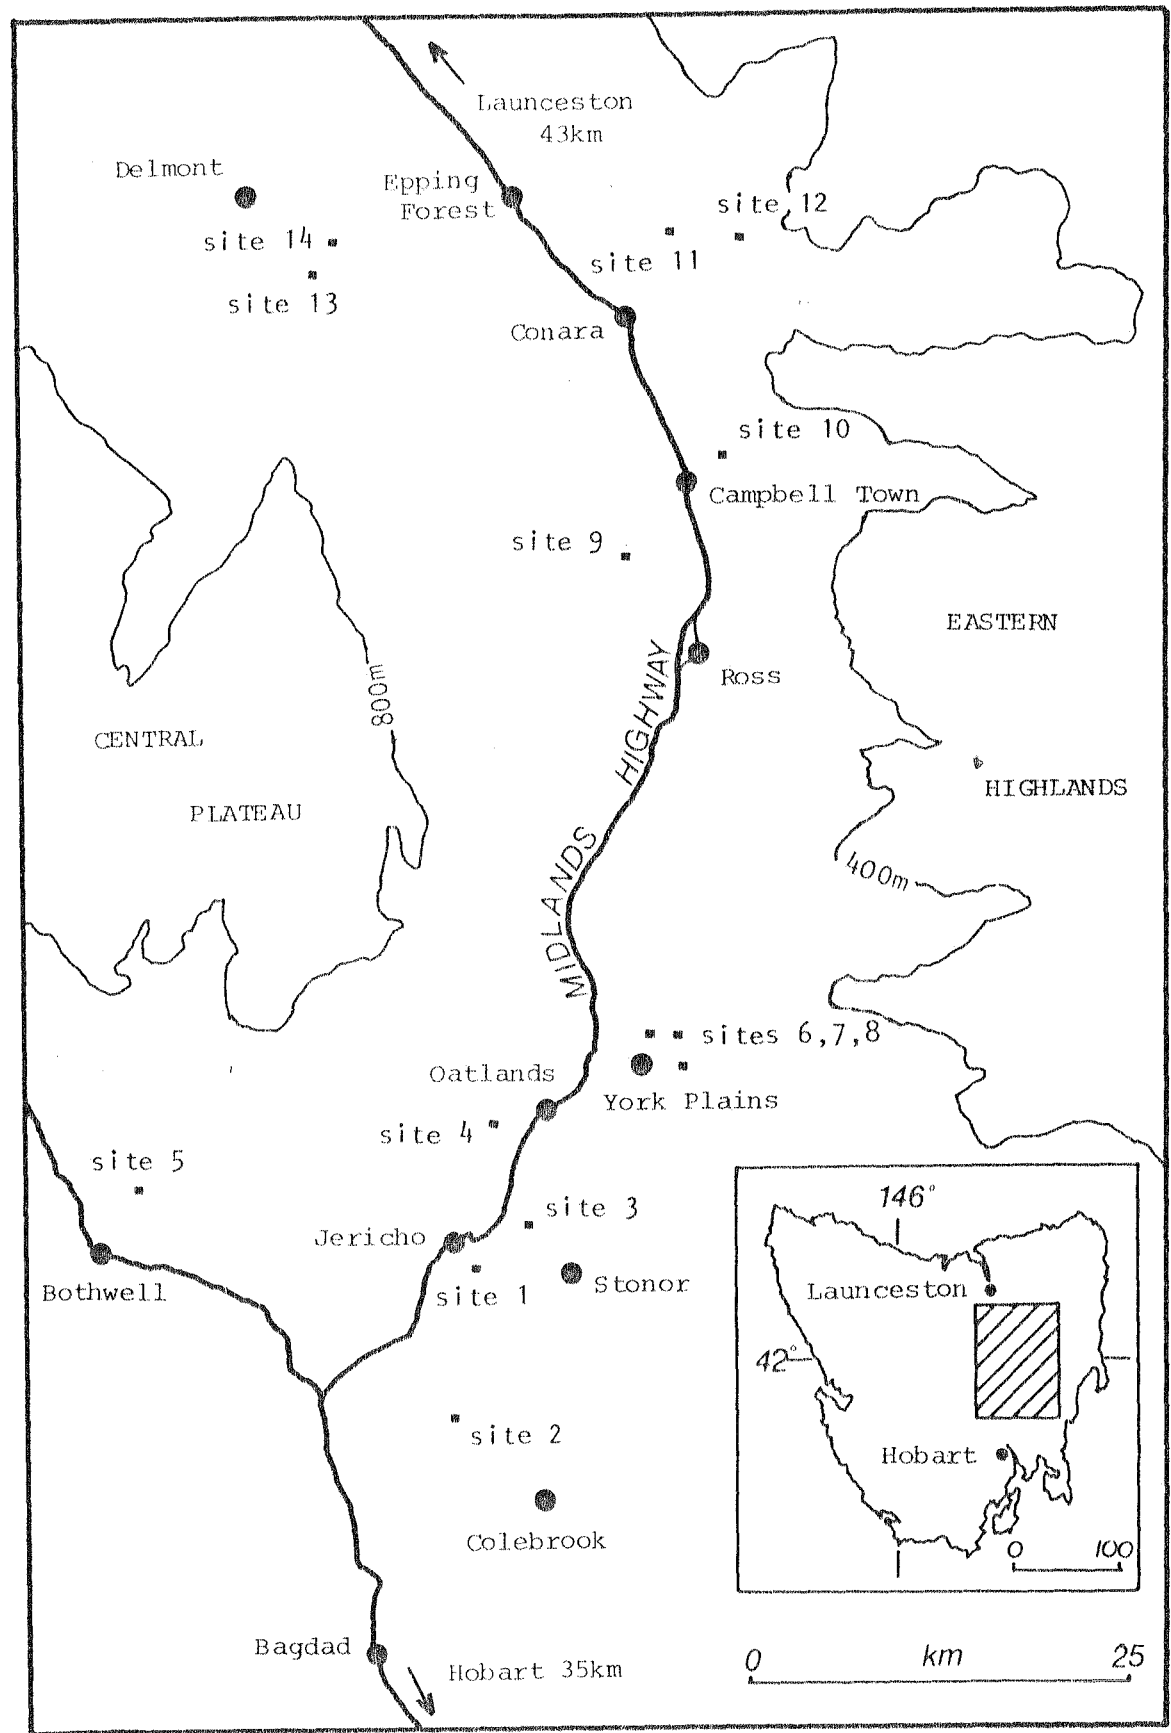 Launceston
43km
Delmont
Epping
Forest
site 12
site 14
site 11
site 13
Conara
site 10
Campbell Town
site 9
EASTERN
HIGHWAY
Ross
800m
CENTRAL
HIGHLANDS
PLATEAU
MIDLANDS
400m
sites 6,7,8
Oatlands
York Plains
site 4
site 5
146°
site 3
Jericho
Stonor
Launceston
Bothwell
site 1
42°
site 2
Hobart
Colebrook
0 100
Bagdad
Hobart 35km
0 km 25